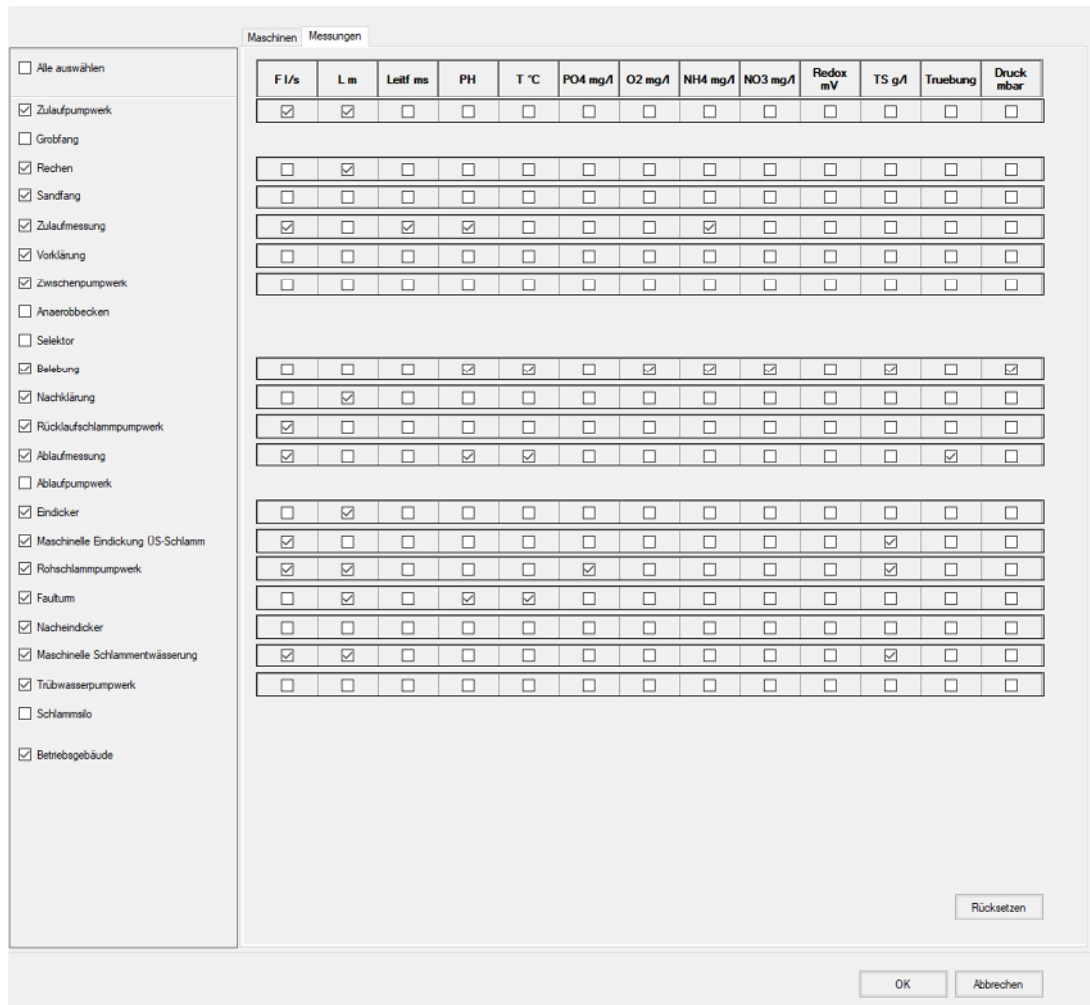 Maschinen Messungen
Alle auswählen
F l/s L m Leitf ms PH T °C PO4 mg/l O2 mg/l NH4 mg/l NO3 mg/l Redox mV TS g/l Truebung Druck mbar
Zulaufpumpwerk
Grobfang
Rechen
Sandfang
Zulaufmessung
Vorklärung
Zwischenpumpwerk
Anaerobbecken
Selektor
Belebung
Nachklärung
Rücklaufschlammpumpwerk
Ablaufmessung
Ablaufpumpwerk
Eindicker
Maschinelle Eindickung ÜS-Schlamm
Rohschlammpumpwerk
Faulturm
Nacheindicker
Maschinelle Schlammentwässerung
Trübwasserpumpwerk
Schlammsilo
Betriebsgebäude
Rücksetzen
OK Abbrechen